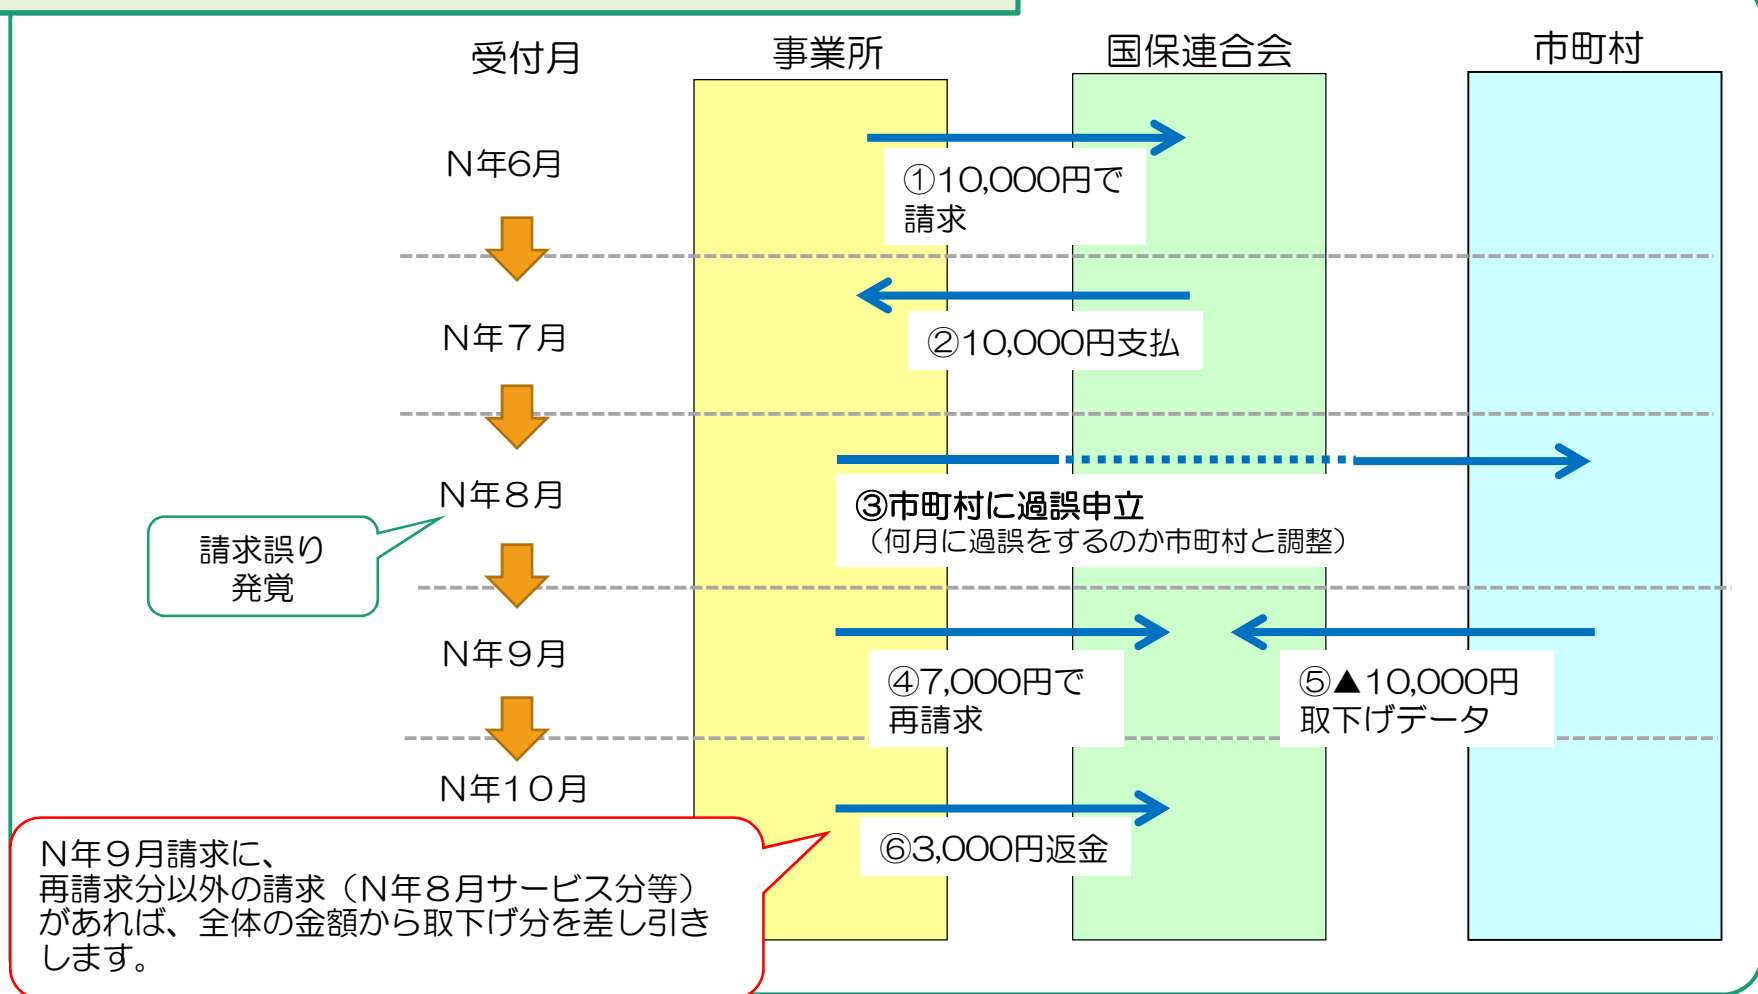 受付月
事業所
国保連合会
市町村
N年6月
①10,000円で
請求
N年7月
②10,000円支払
N年8月
請求誤り
発覚
③市町村に過誤申立
（何月に過誤をするのか市町村と調整）
N年9月
④7,000円で
再請求
⑤▲10,000円
取下げデータ
N年10月
⑥3,000円返金
N年9月請求に、
再請求分以外の請求（N年8月サービス分等）
があれば、全体の金額から取下げ分を差し引き
します。